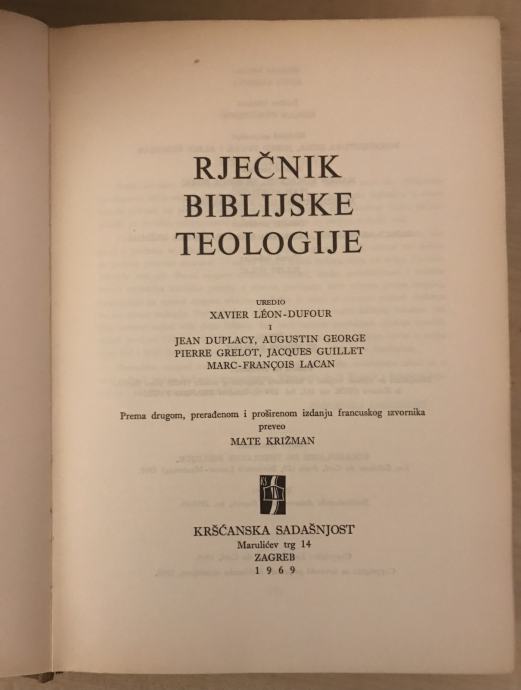 RJEČNIK
BIBLIJSKE
TEOLOGIJE
UREDIO
XAVIER LÉON-DUFOUR
I
JEAN DUPLACY, AUGUSTIN GEORGE
PIERRE GRELOT, JACQUES GUILLET
MARC-FRANÇOIS LACAN
Prema drugom, prerađenom i proširenom izdanju francuskog izvornika
preveo
MATE KRIŽMAN
KS
KRŠĆANSKA SADAŠNJOST
Marulićev trg 14
ZAGREB
1969